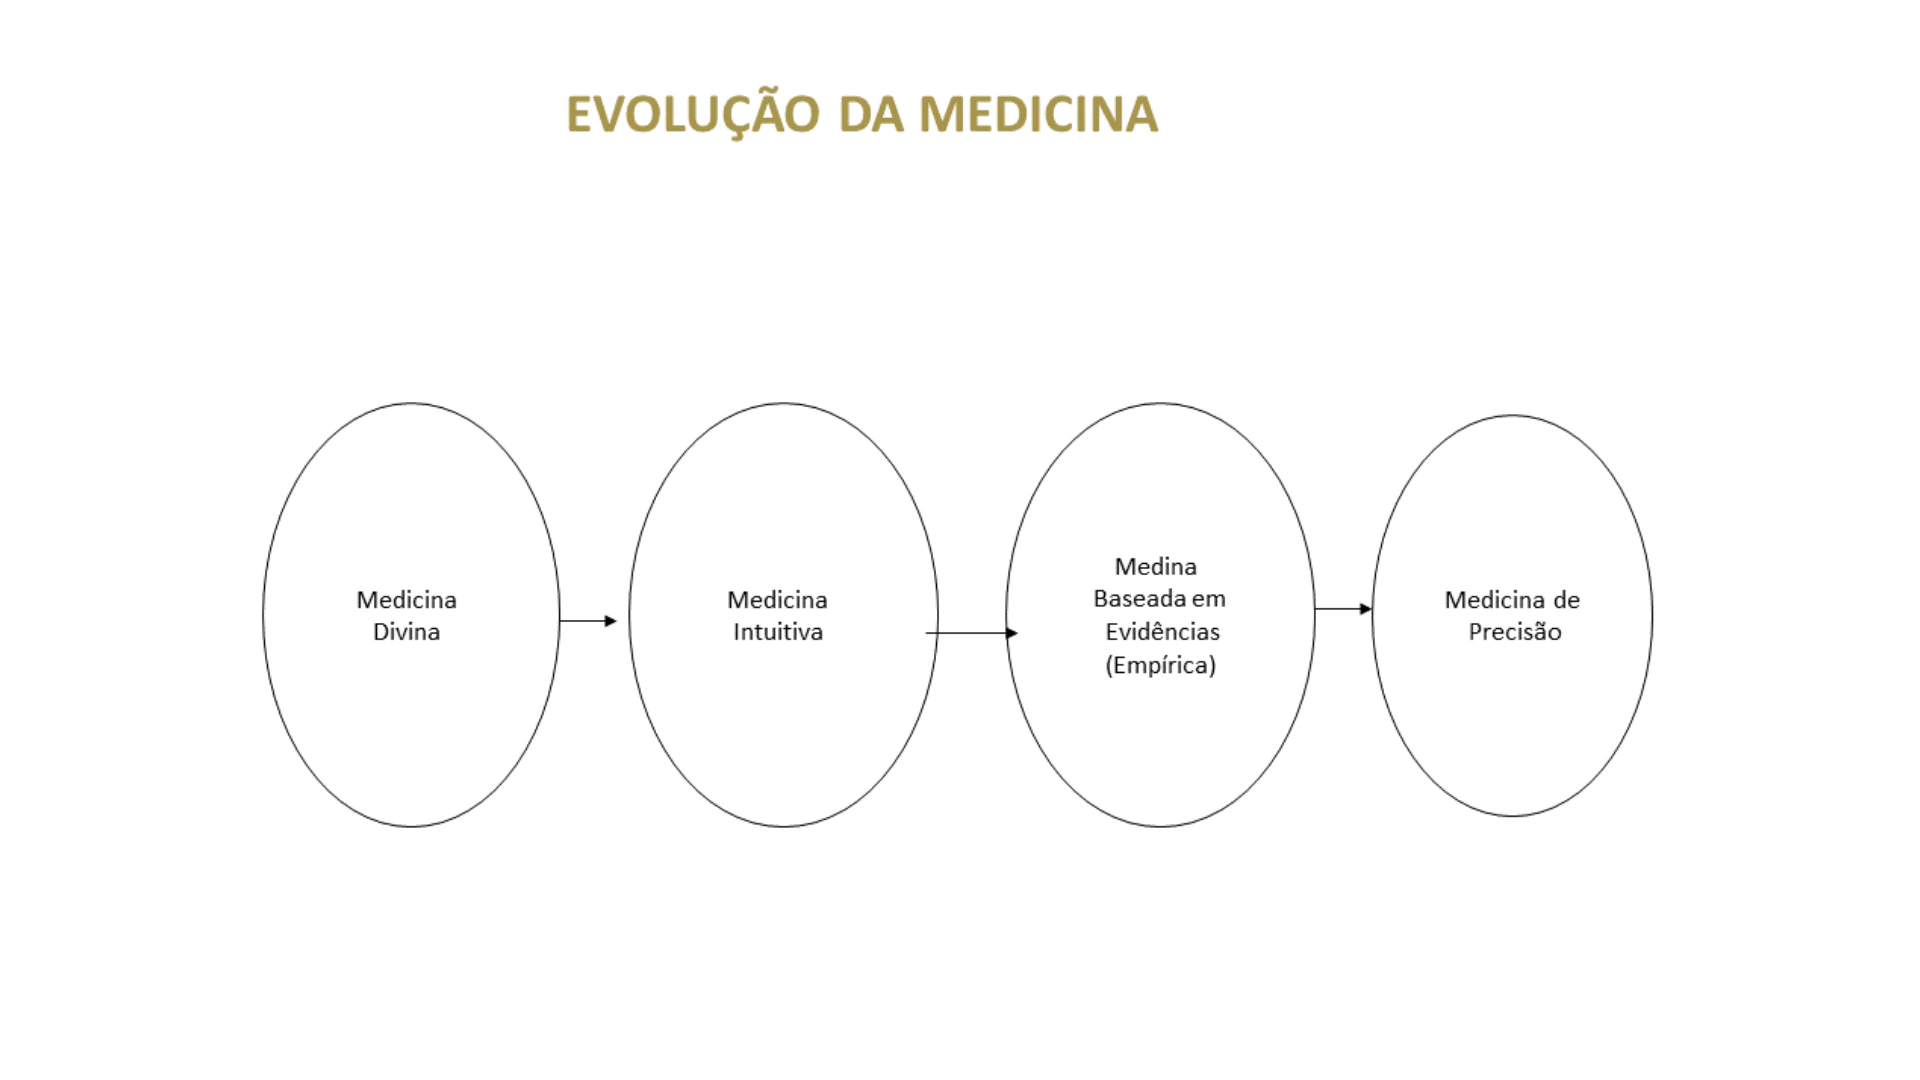 EVOLUÇÃO DA MEDICINA
Medicina
Divina
Medicina
Intuitiva
Medina
Baseada em
Evidências
(Empírica)
Medicina de
Precisão